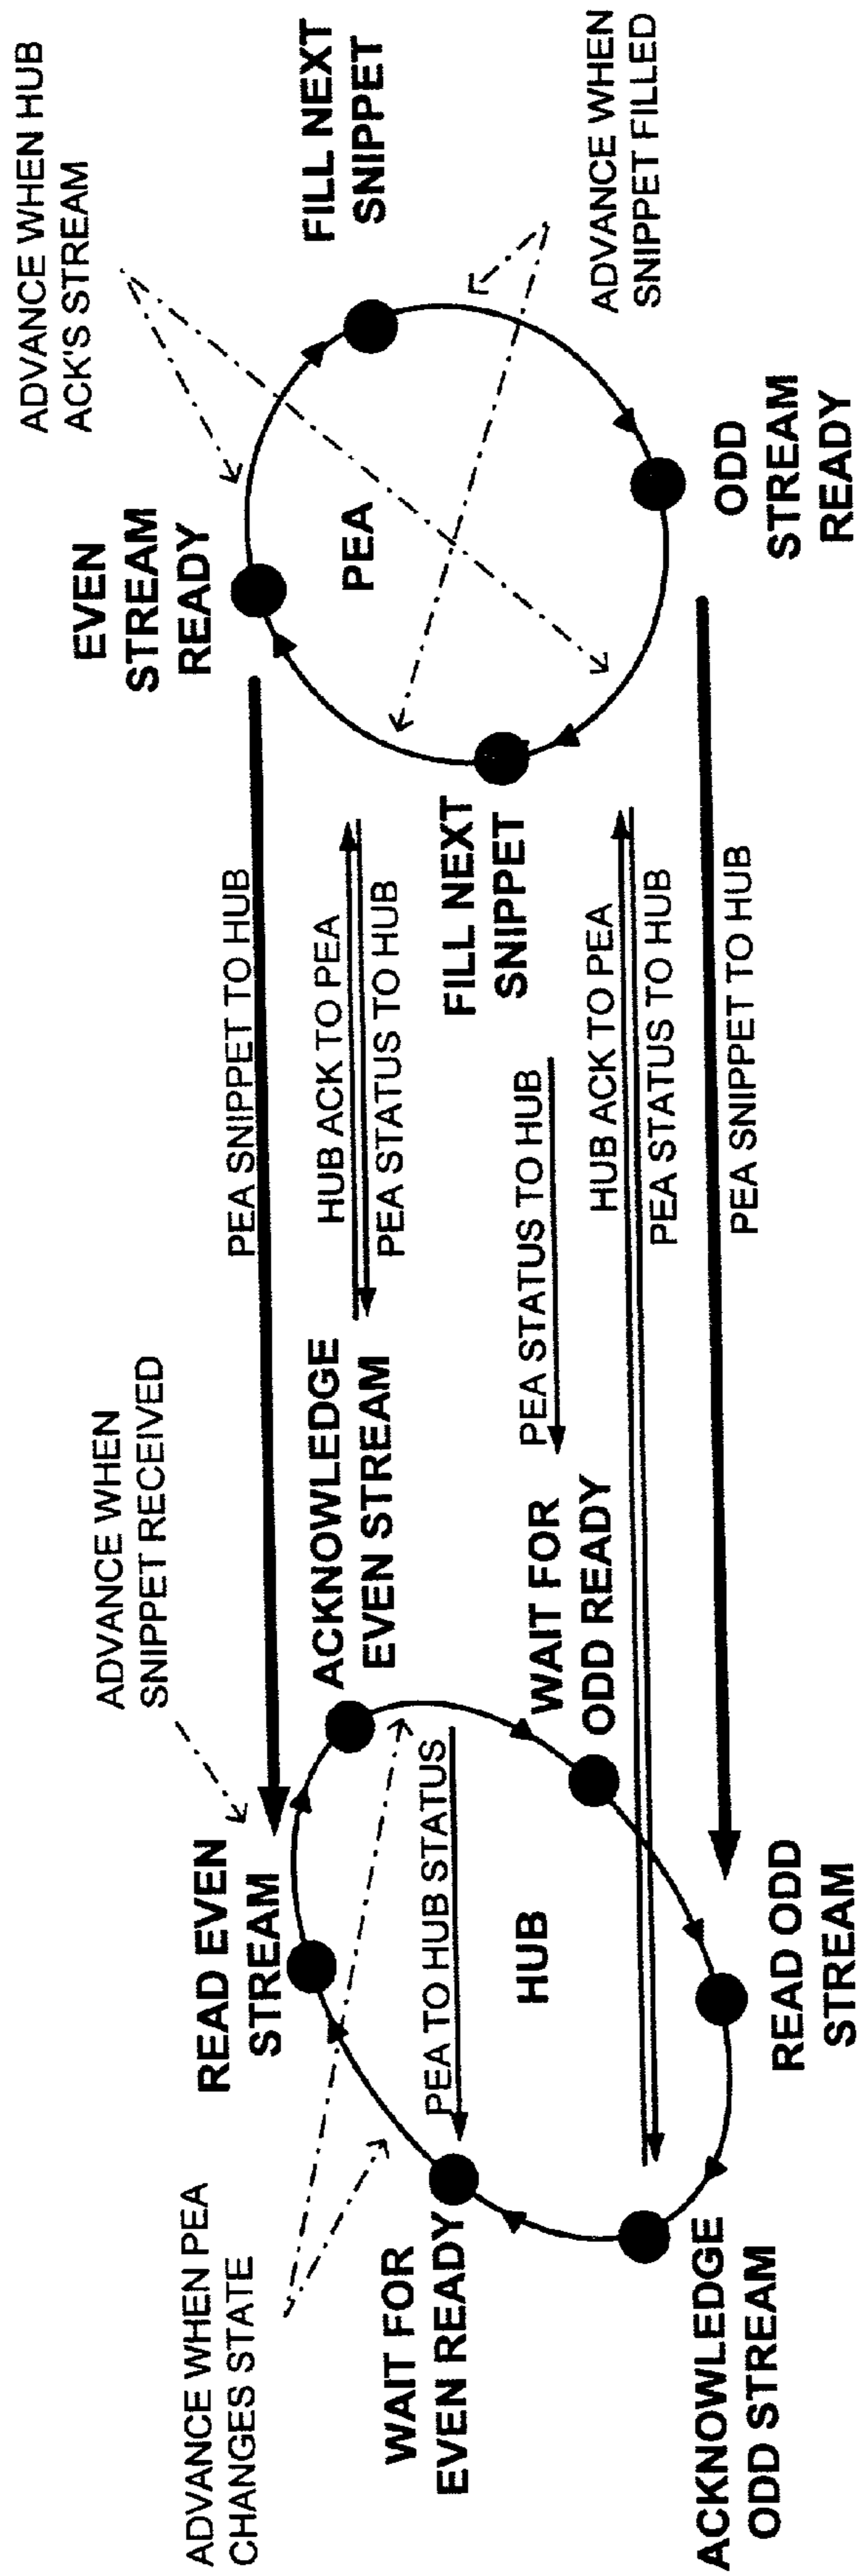 ADVANCE WHEN PEA
CHANGES STATE
WAIT FOR
EVEN READY
ACKNOWLEDGE
ODD STREAM
READ EVEN
STREAM
PEA TO HUB STATUS
HUB
READ ODD
STREAM
ADVANCE WHEN
SNIPPET RECEIVED
ACKNOWLEDGE
EVEN STREAM
WAIT FOR
ODD READY
PEA SNIPPET TO HUB
HUB ACK TO PEA
PEA STATUS TO HUB
PEA STATUS TO HUB
HUB ACK TO PEA
PEA STATUS TO HUB
PEA SNIPPET TO HUB
FILL NEXT
SNIPPET
EVEN
STREAM
READY
PEA
ODD
STREAM
READY
ADVANCE WHEN HUB
ACK'S STREAM
FILL NEXT
SNIPPET
ADVANCE WHEN
SNIPPET FILLED